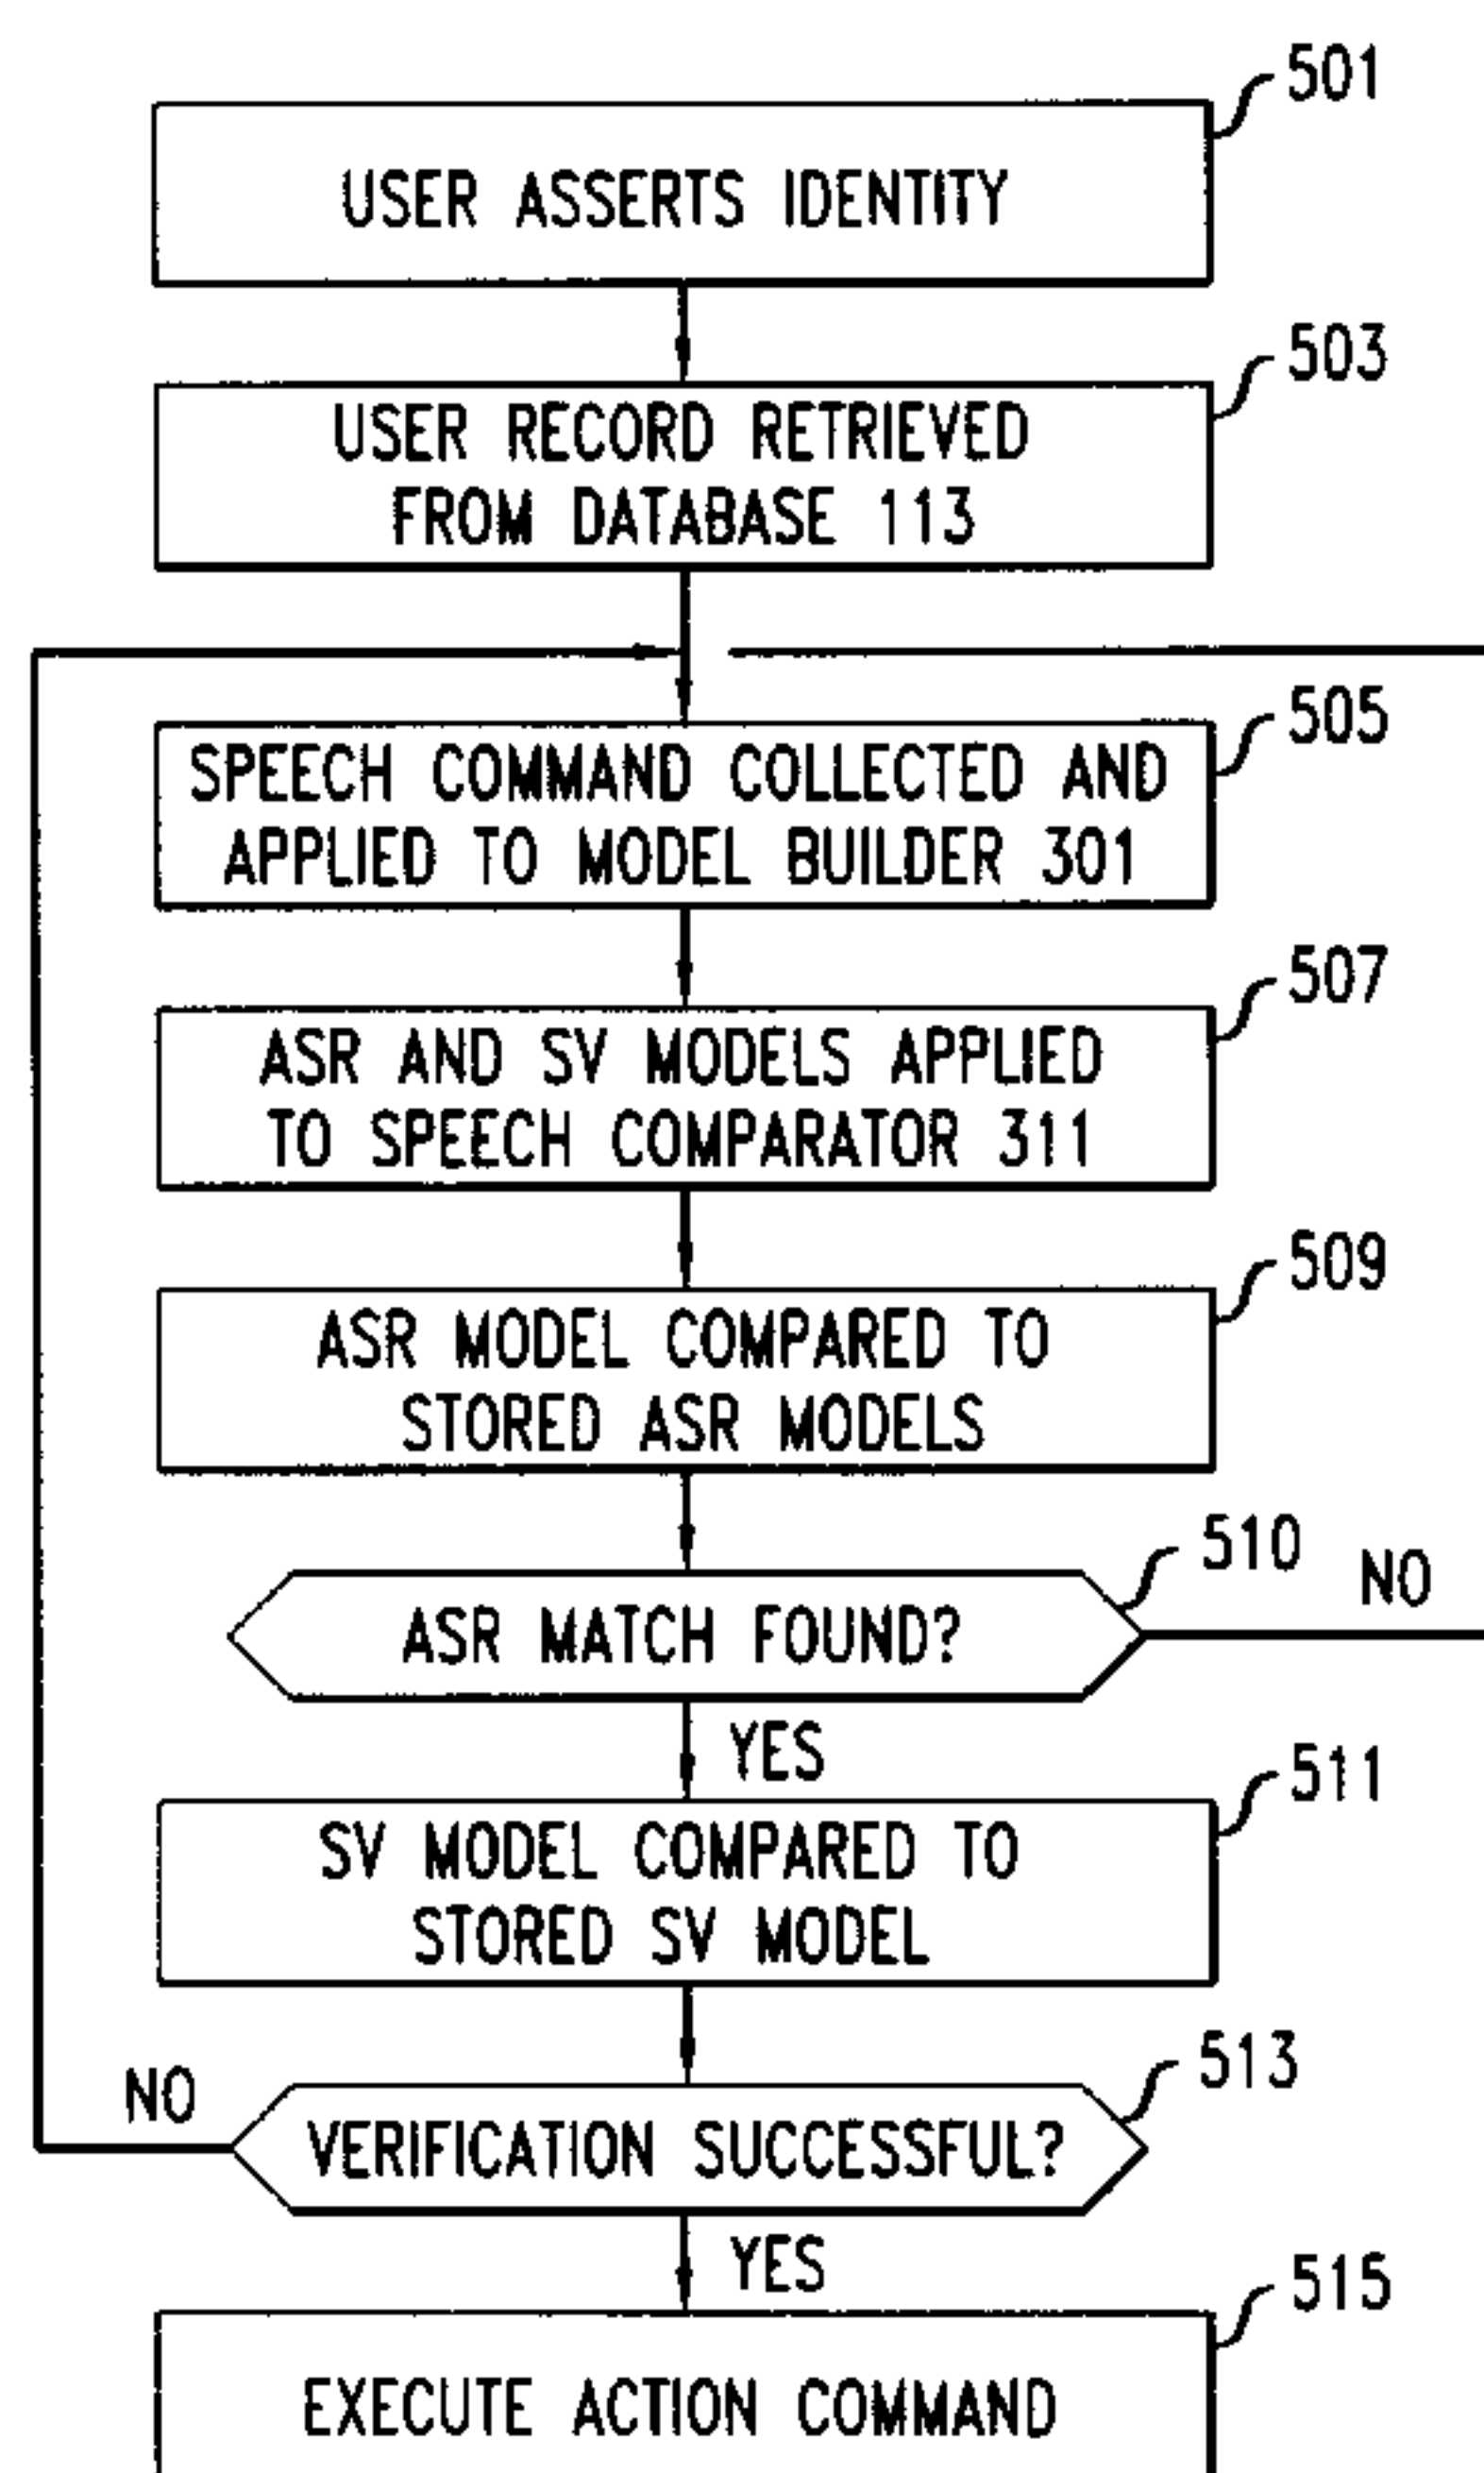 501
USER ASSERTS IDENTITY
503
USER RECORD RETRIEVED
FROM DATABASE 113
505
SPEECH COMMAND COLLECTED AND
APPLIED TO MODEL BUILDER 301
507
ASR AND SV MODELS APPLIED
TO SPEECH COMPARATOR 311
509
ASR MODEL COMPARED TO
STORED ASR MODELS
510
NO
ASR MATCH FOUND?
YES
511
SV MODEL COMPARED TO
STORED SV MODEL
513
NO
VERIFICATION SUCCESSFUL?
YES
515
EXECUTE ACTION COMMAND